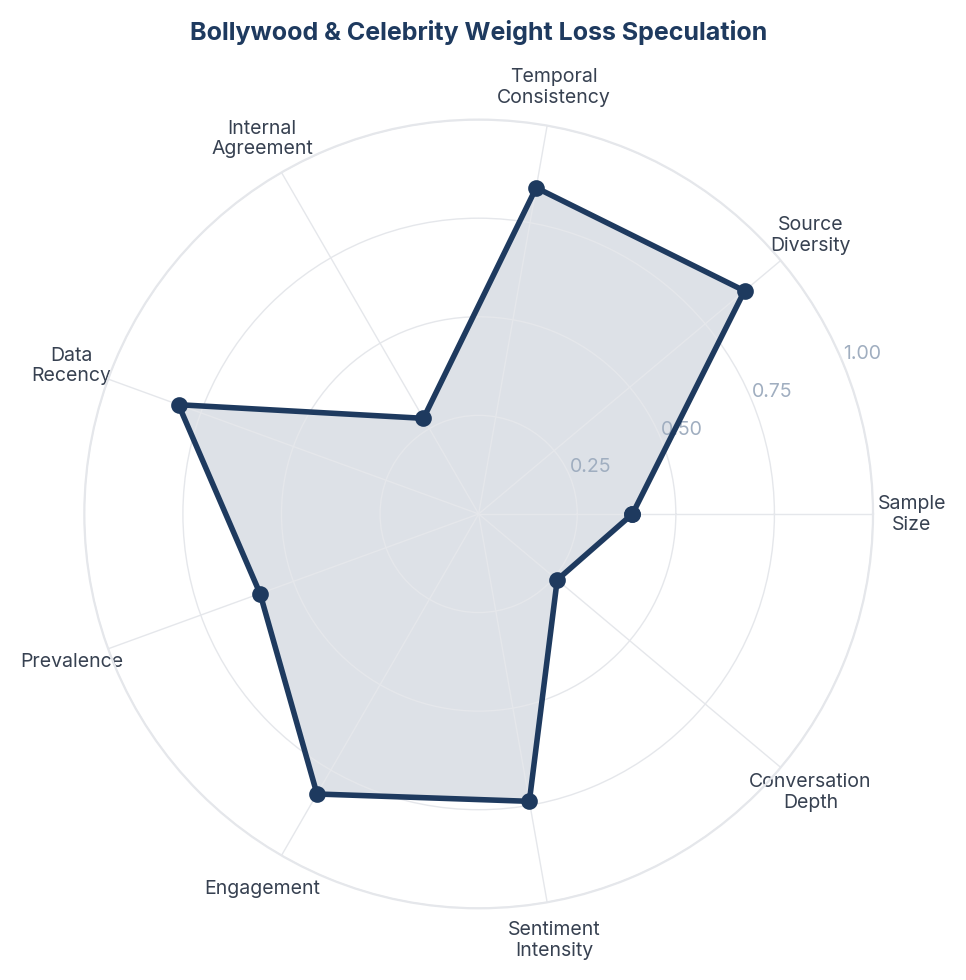 Bollywood & Celebrity Weight Loss Speculation
Temporal
Consistency
Internal
Agreement
Source
Diversity
Data
Recency
1.00
0.75
0.50
0.25
Sample
Size
Prevalence
Conversation
Depth
Engagement
Sentiment
Intensity